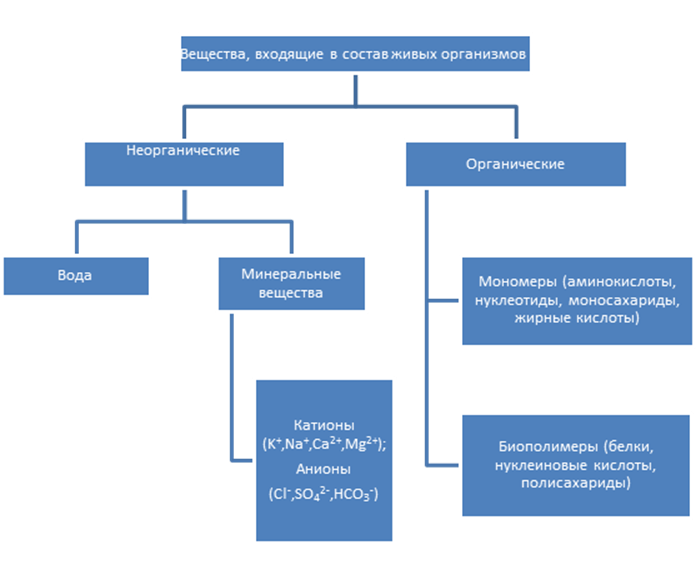 Вещества, входящие в состав живых организмов
Неорганические
Органические
Вода
Минеральные
вещества
Мономеры (аминокислоты,
нуклеотиды, моносахариды,
жирные кислоты)
Катионы
(K⁺,Na⁺,Ca²⁺,Mg²⁺);
Анионы
(Cl⁻,SO₄²⁻,HCO₃⁻)
Биополимеры (белки,
нуклеиновые кислоты,
полисахариды)